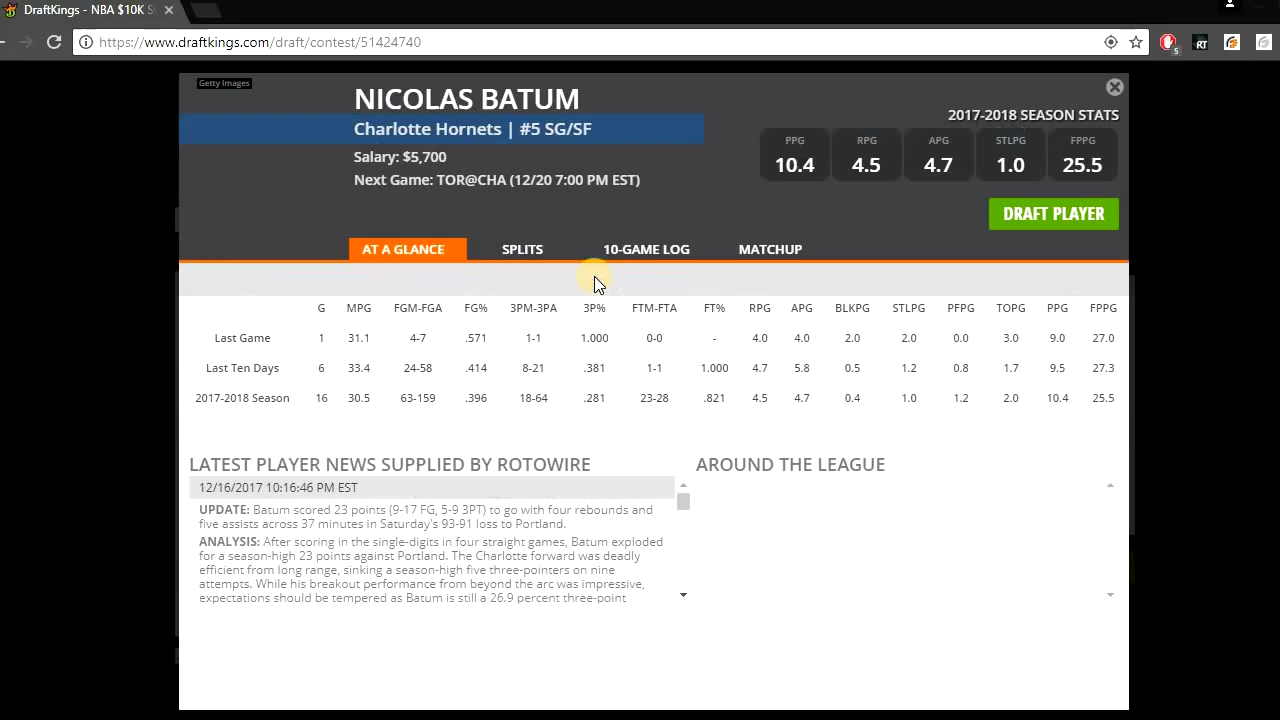 DraftKings - NBA $10K S
https://www.draftkings.com/draft/contest/51424740
5
RT
Getty Images
NICOLAS BATUM
Charlotte Hornets | #5 SG/SF
Salary: $5,700
Next Game: TOR@CHA (12/20 7:00 PM EST)
2017-2018 SEASON STATS
PPG RPG APG STLPG FPPG
10.4 4.5 4.7 1.0 25.5
DRAFT PLAYER
AT A GLANCE SPLITS 10-GAME LOG MATCHUP
G MPG FGM-FGA FG% 3PM-3PA 3P% FTM-FTA FT% RPG APG BLKPG STLPG PFPG TOPG PPG FPPG
Last Game 1 31.1 4-7 .571 1-1 1.000 0-0 - 4.0 4.0 2.0 2.0 0.0 3.0 9.0 27.0
Last Ten Days 6 33.4 24-58 .414 8-21 .381 1-1 1.000 4.7 5.8 0.5 1.2 0.8 1.7 9.5 27.3
2017-2018 Season 16 30.5 63-159 .396 18-64 .281 23-28 .821 4.5 4.7 0.4 1.0 1.2 2.0 10.4 25.5
LATEST PLAYER NEWS SUPPLIED BY ROTOWIRE
12/16/2017 10:16:46 PM EST
UPDATE: Batum scored 23 points (9-17 FG, 5-9 3PT) to go with four rebounds and
five assists across 37 minutes in Saturday's 93-91 loss to Portland.
ANALYSIS: After scoring in the single-digits in four straight games, Batum exploded
for a season-high 23 points against Portland. The Charlotte forward was deadly
efficient from long range, sinking a season-high five three-pointers on nine
attempts. While his breakout performance from beyond the arc was impressive,
expectations should be tempered as Batum is still a 26.9 percent three-point
AROUND THE LEAGUE